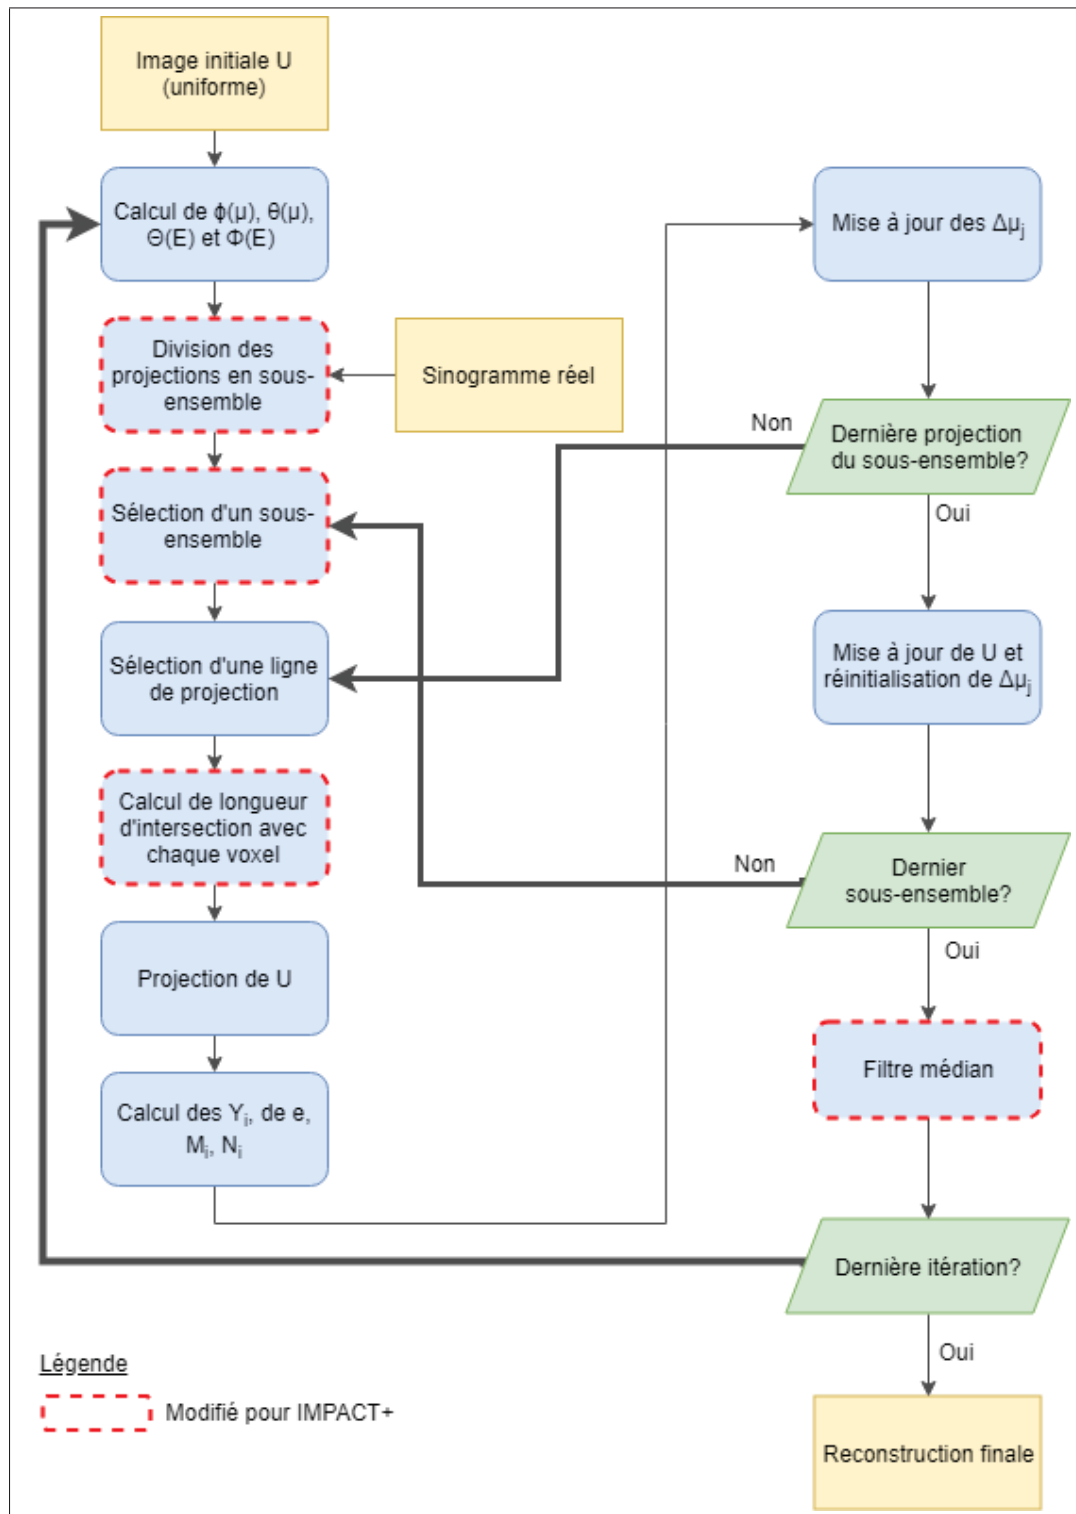 Image initiale U
(uniforme)
Calcul de ϕ(μ), θ(μ),
Θ(E) et Φ(E)
Division des
projections en sous-
ensemble
Sinogramme réel
Sélection d'un sous-
ensemble
Sélection d'une ligne
de projection
Calcul de longueur
d'intersection avec
chaque voxel
Projection de U
Calcul des Yi, de e,
Mi, Ni
Mise à jour des Δμj
Dernière projection
du sous-ensemble?
Non
Oui
Mise à jour de U et
réinitialisation de Δμj
Dernier
sous-ensemble?
Non
Oui
Filtre médian
Dernière itération?
Oui
Reconstruction finale
Légende
Modifié pour IMPACT+